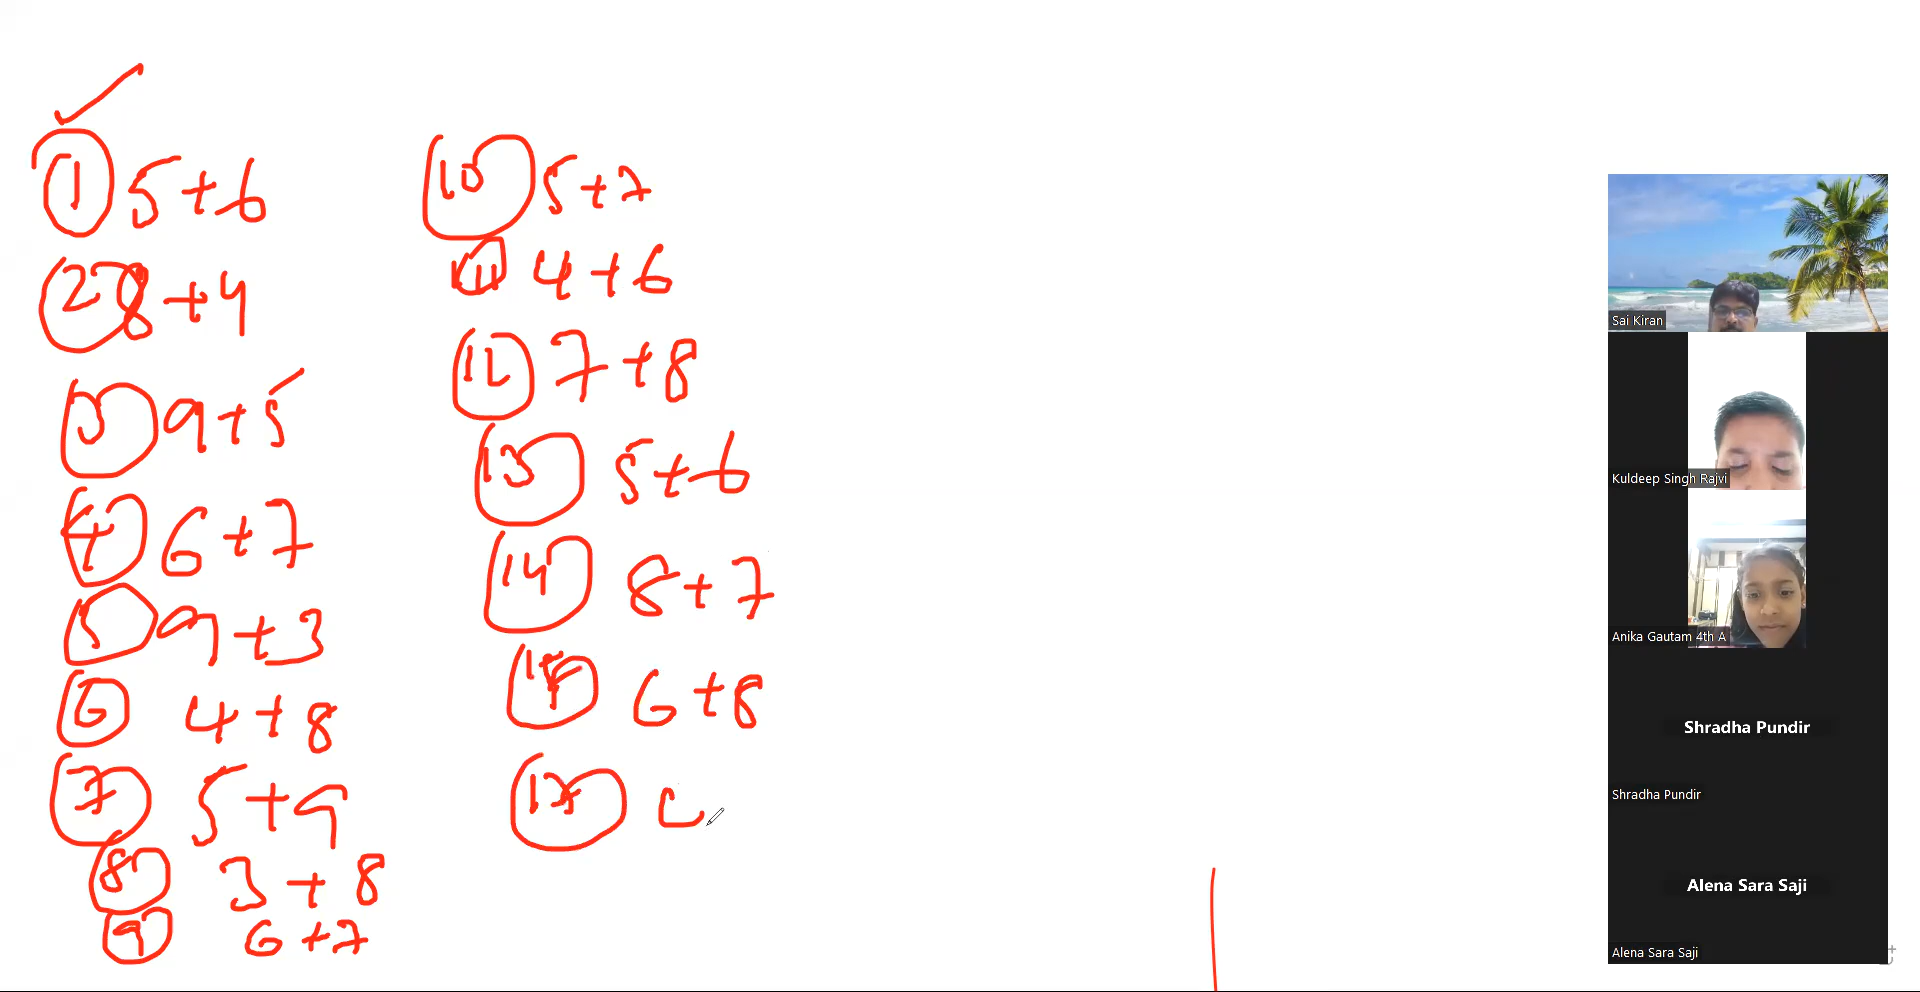 1 5+6
2 8+4
3 9+5
4 6+7
5 9+3
6 4+8
7 5+9
8 3+8
9 6+7
10 5+7
11 4+6
12 7+8
13 5+6
14 8+7
15 6+8
Sai Kiran
Kuldeep Singh Rajvi
Anika Gautam 4th A
Shradha Pundir
Shradha Pundir
Alena Sara Saji
Alena Sara Saji